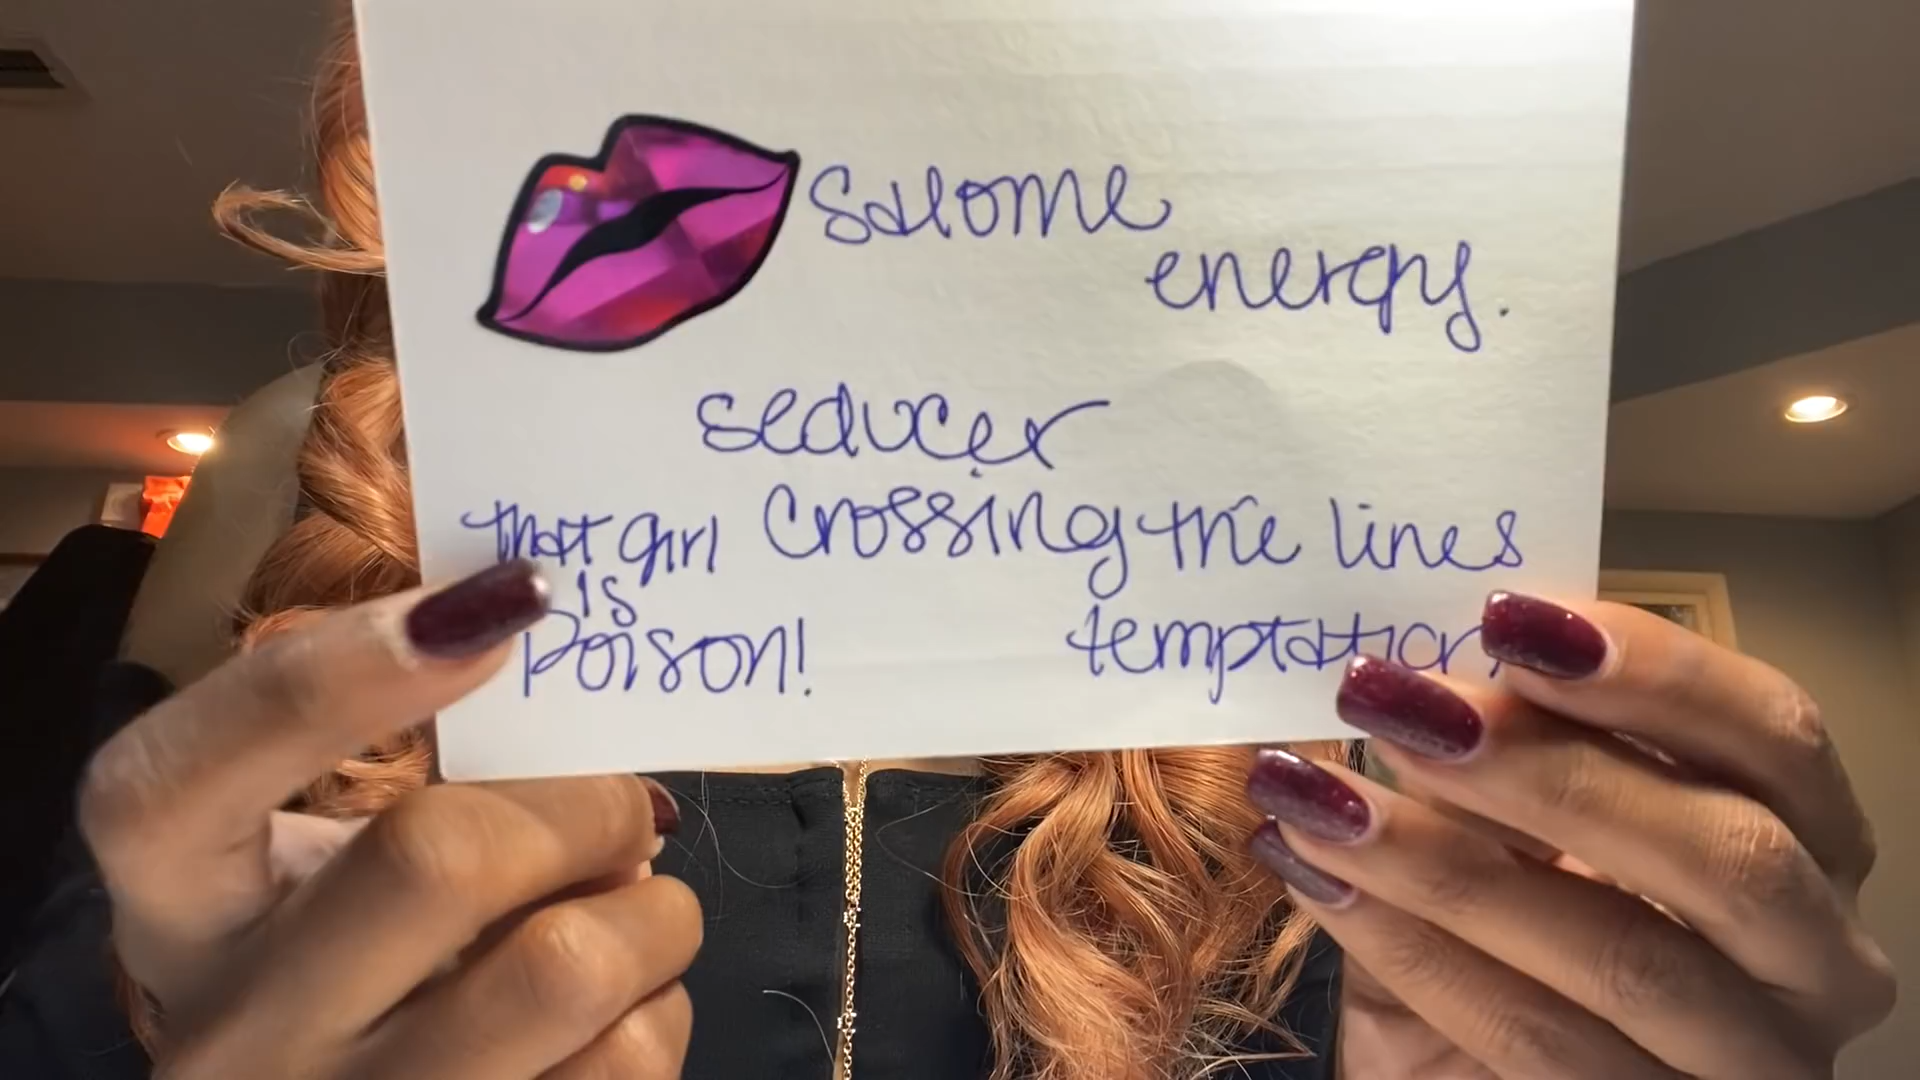 Salome
energy.
seducer
Crossing the lines
that girl
is
Poison!
temptation